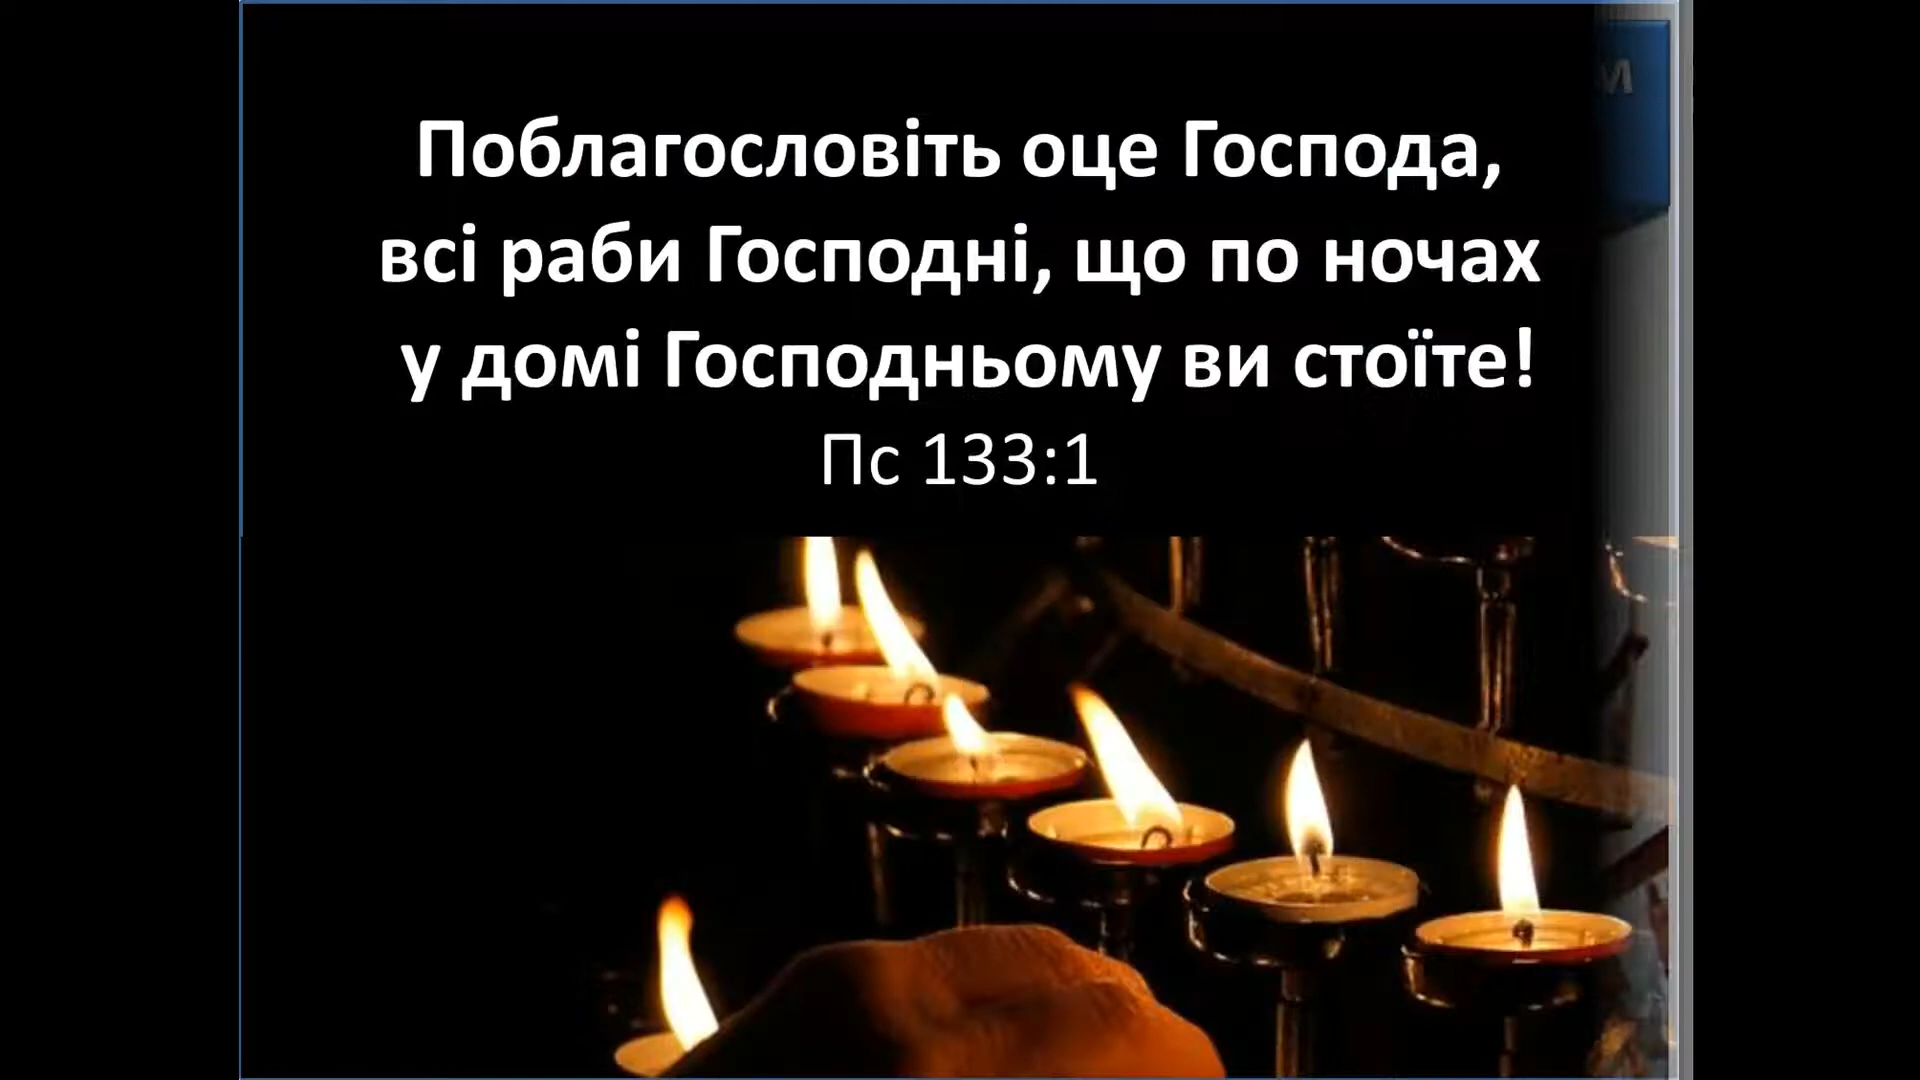 Поблагословіть оце Господа,
всі раби Господні, що по ночах
у домі Господньому ви стоїте!
Пс 133:1